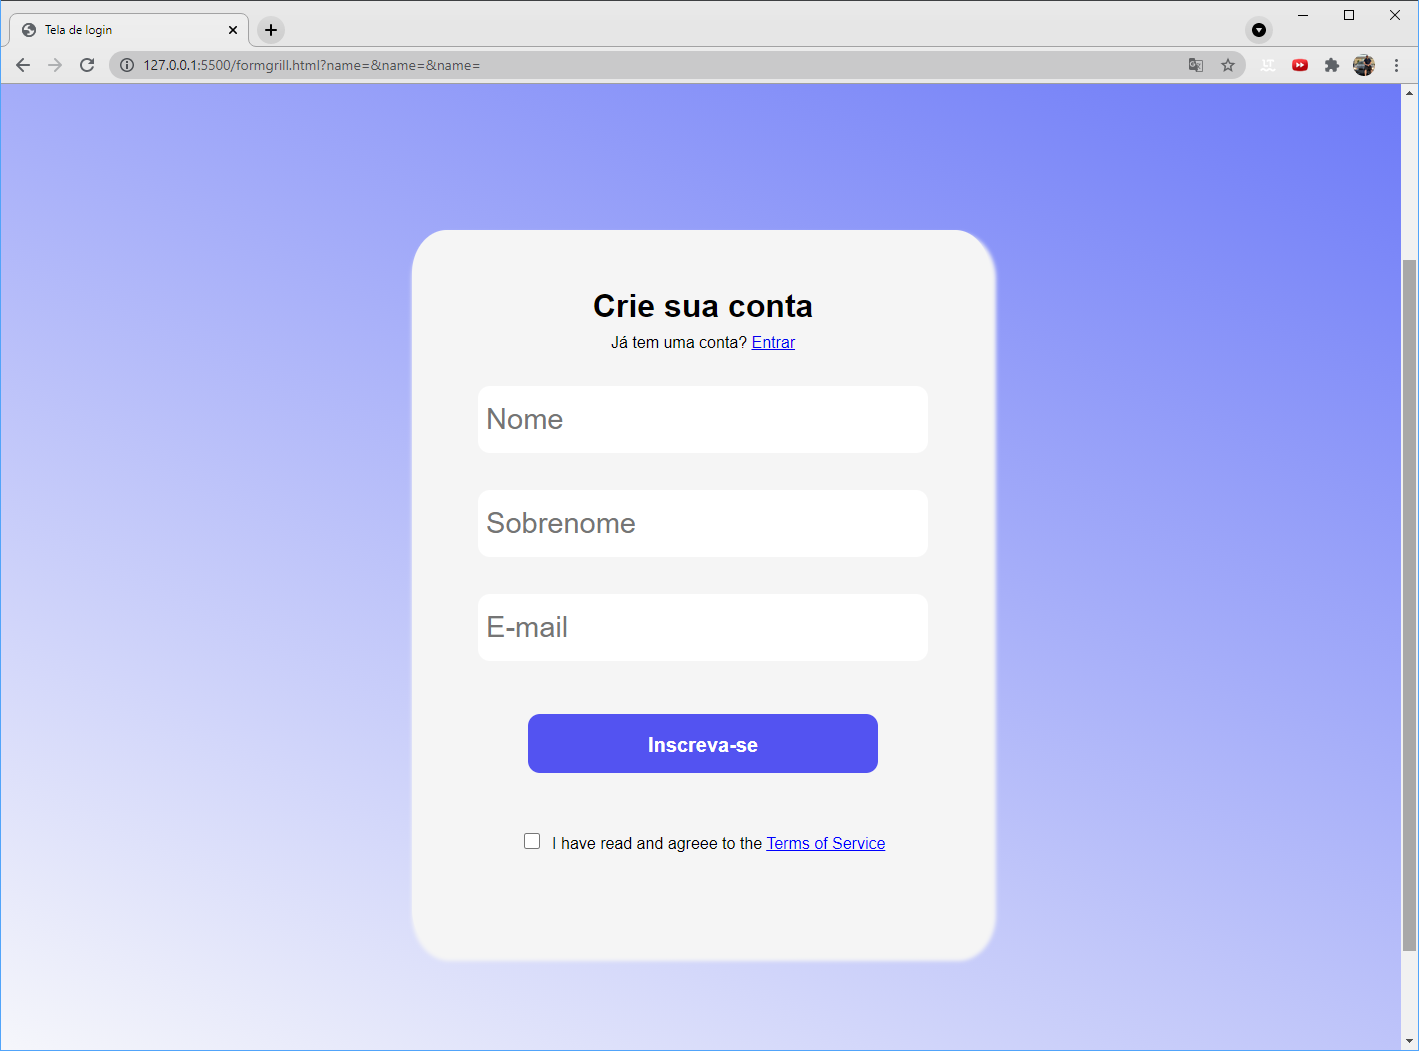 Tela de login
127.0.0.1:5500/formgrill.html?name=&name=&name=
Crie sua conta
Já tem uma conta? Entrar
Nome
Sobrenome
E-mail
Inscreva-se
I have read and agreee to the Terms of Service